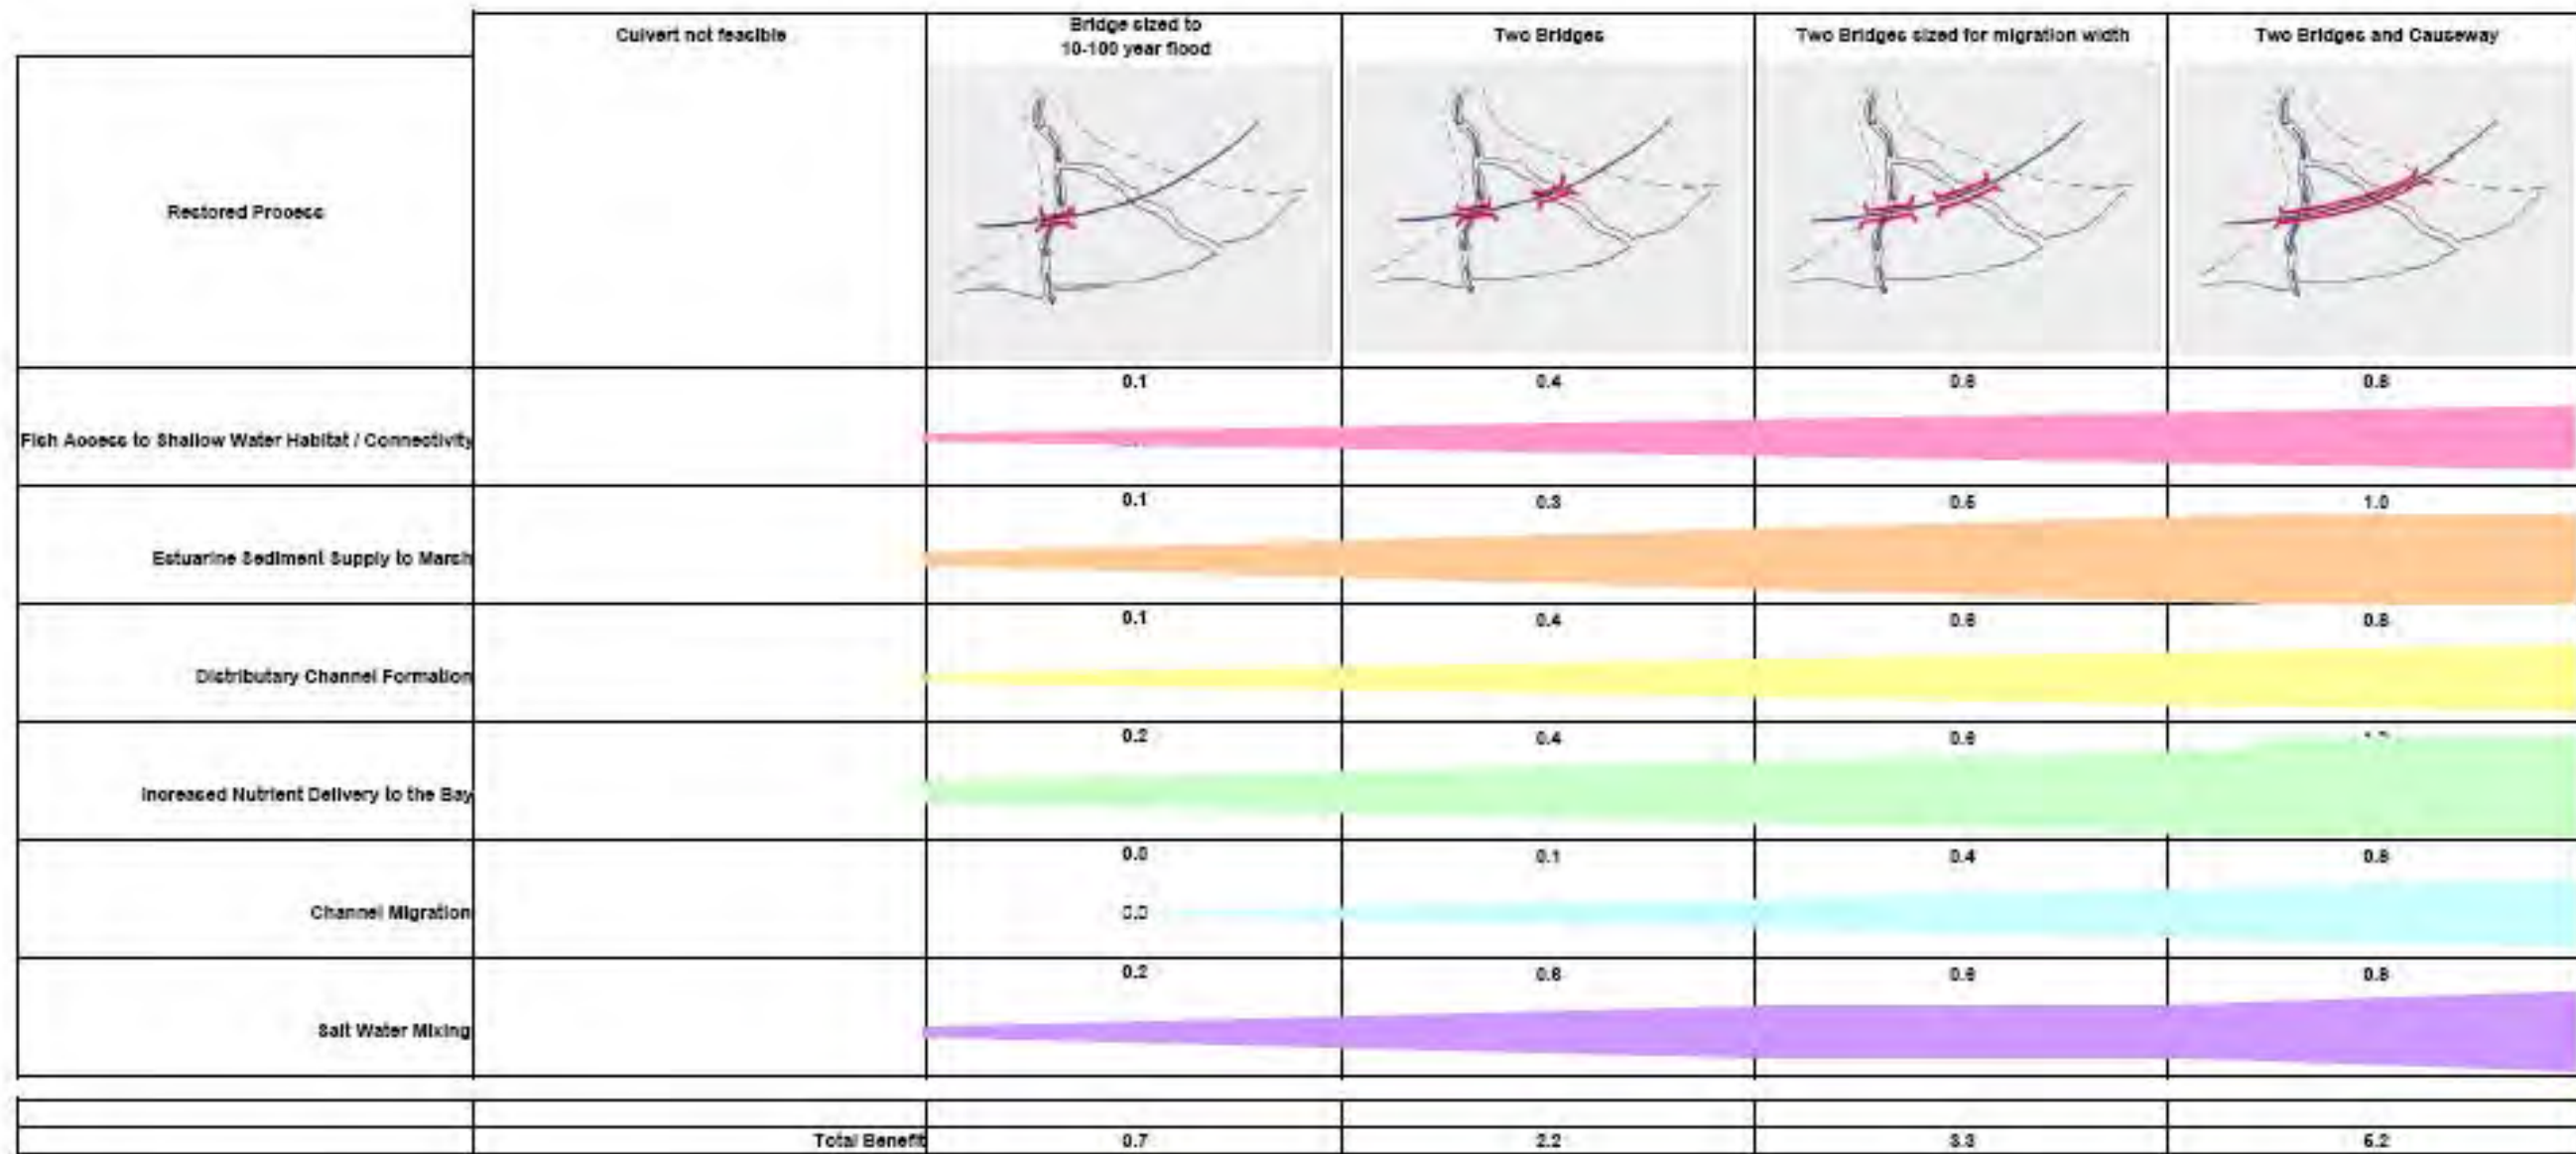 Culvert not feasible
Bridge sized to
10-100 year flood
Two Bridges
Two Bridges sized for migration width
Two Bridges and Causeway
Restored Process
0.1 0.4 0.6 0.8
Fish Access to Shallow Water Habitat / Connectivity
0.1 0.3 0.5 1.0
Estuarine Sediment Supply to Marsh
0.1 0.4 0.6 0.8
Distributary Channel Formation
0.2 0.4 0.6
Increased Nutrient Delivery to the Bay
0.0 0.1 0.4 0.8
Channel Migration 0.0
0.2 0.6 0.6 0.8
Salt Water Mixing
Total Benefit 0.7 2.2 3.3 5.2